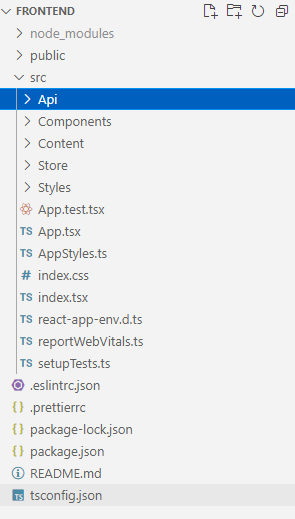 FRONTEND
node_modules
public
src
Api
Components
Content
Store
Styles
App.test.tsx
TS App.tsx
TS AppStyles.ts
# index.css
TS index.tsx
TS react-app-env.d.ts
TS reportWebVitals.ts
TS setupTests.ts
.eslintrc.json
{} .prettierrc
{} package-lock.json
{} package.json
README.md
TS tsconfig.json